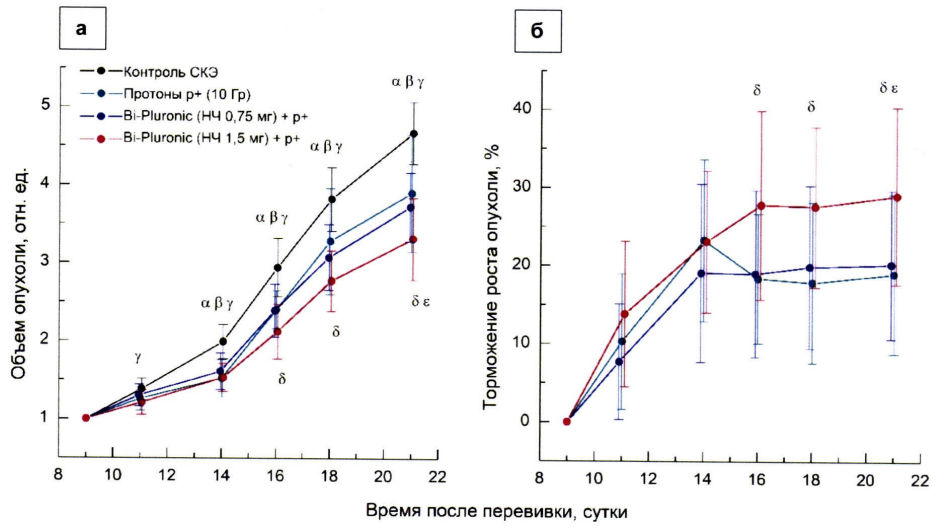 а
Контроль СКЭ
Протоны p+ (10 Гр)
Bi-Pluronic (НЧ 0,75 мг) + p+
Bi-Pluronic (НЧ 1,5 мг) + p+
Объем опухоли, отн. ед.
5
4
3
2
1
γ
α β γ
α β γ
α β γ
α β γ
δ
δ
δ ε
8 10 12 14 16 18 20 22
б
Торможение роста опухоли, %
40
30
20
10
0
δ
δ
δ ε
8 10 12 14 16 18 20 22
Время после перевивки, сутки